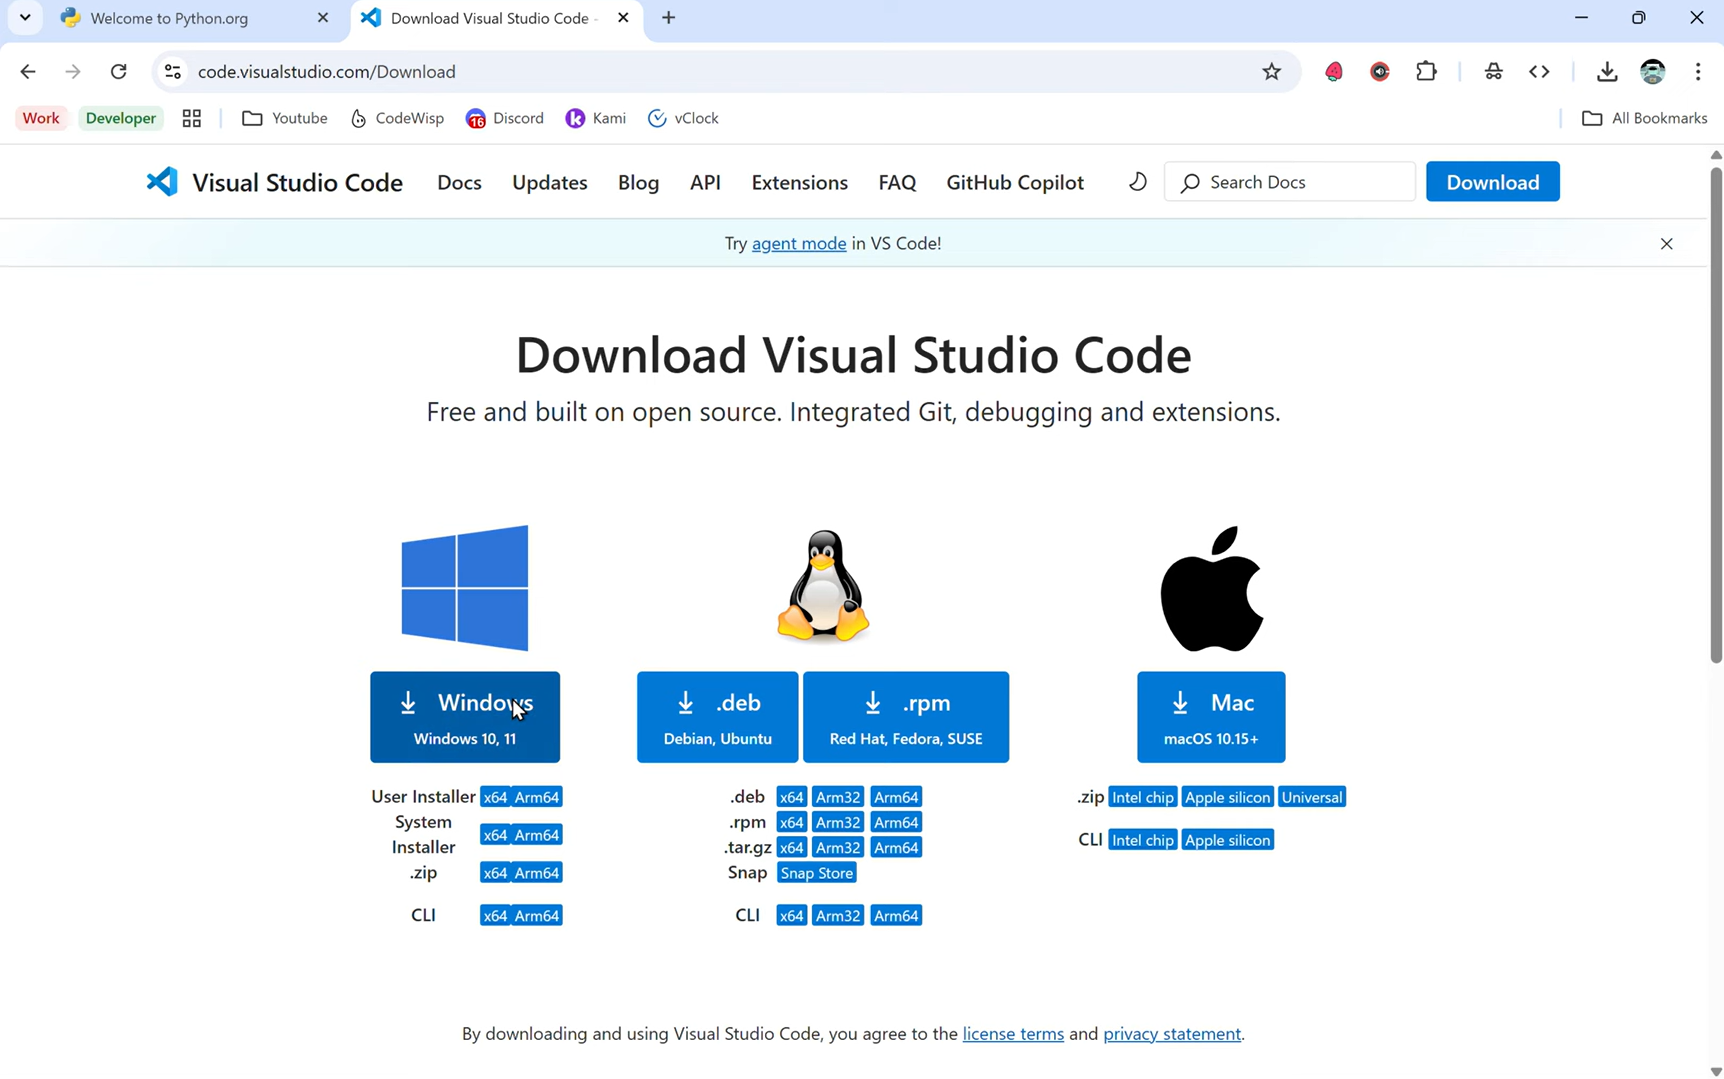 Welcome to Python.org
Download Visual Studio Code -
code.visualstudio.com/Download
Work
Developer
Youtube
CodeWisp
16
Discord
Kami
vClock
All Bookmarks
Visual Studio Code
Docs
Updates
Blog
API
Extensions
FAQ
GitHub Copilot
Search Docs
Download
Try agent mode in VS Code!
Download Visual Studio Code
Free and built on open source. Integrated Git, debugging and extensions.
Windows
Windows 10, 11
User Installer x64 Arm64
System Installer x64 Arm64
.zip x64 Arm64
CLI x64 Arm64
.deb
Debian, Ubuntu
.rpm
Red Hat, Fedora, SUSE
.deb x64 Arm32 Arm64
.rpm x64 Arm32 Arm64
.tar.gz x64 Arm32 Arm64
Snap Snap Store
CLI x64 Arm32 Arm64
Mac
macOS 10.15+
.zip Intel chip Apple silicon Universal
CLI Intel chip Apple silicon
By downloading and using Visual Studio Code, you agree to the license terms and privacy statement.